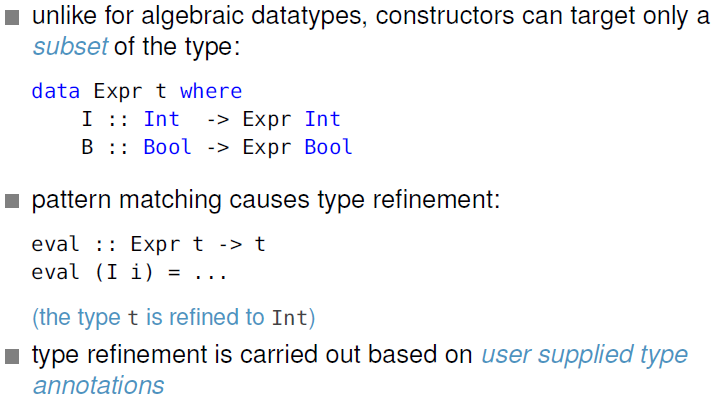 unlike for algebraic datatypes, constructors can target only a
subset of the type:
data Expr t where
    I :: Int  -> Expr Int
    B :: Bool -> Expr Bool
pattern matching causes type refinement:
eval :: Expr t -> t
eval (I i) = ...
(the type t is refined to Int)
type refinement is carried out based on user supplied type
annotations